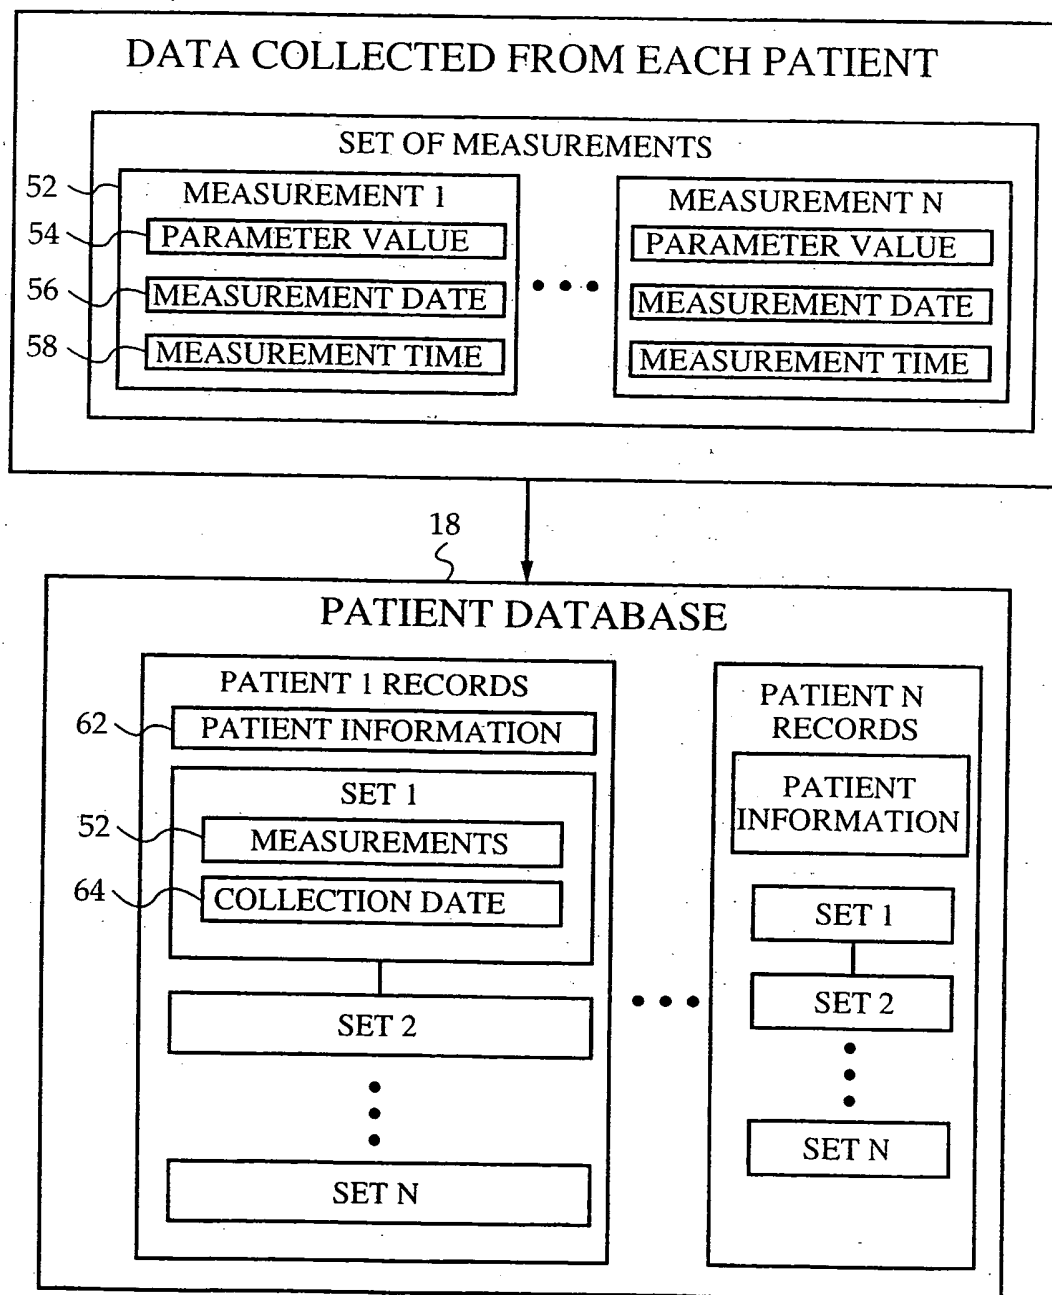 DATA COLLECTED FROM EACH PATIENT
SET OF MEASUREMENTS
52
MEASUREMENT 1
54
PARAMETER VALUE
56
MEASUREMENT DATE
58
MEASUREMENT TIME
MEASUREMENT N
PARAMETER VALUE
MEASUREMENT DATE
MEASUREMENT TIME
18
PATIENT DATABASE
PATIENT 1 RECORDS
62
PATIENT INFORMATION
SET 1
52
MEASUREMENTS
64
COLLECTION DATE
SET 2
SET N
PATIENT N
RECORDS
PATIENT
INFORMATION
SET 1
SET 2
SET N